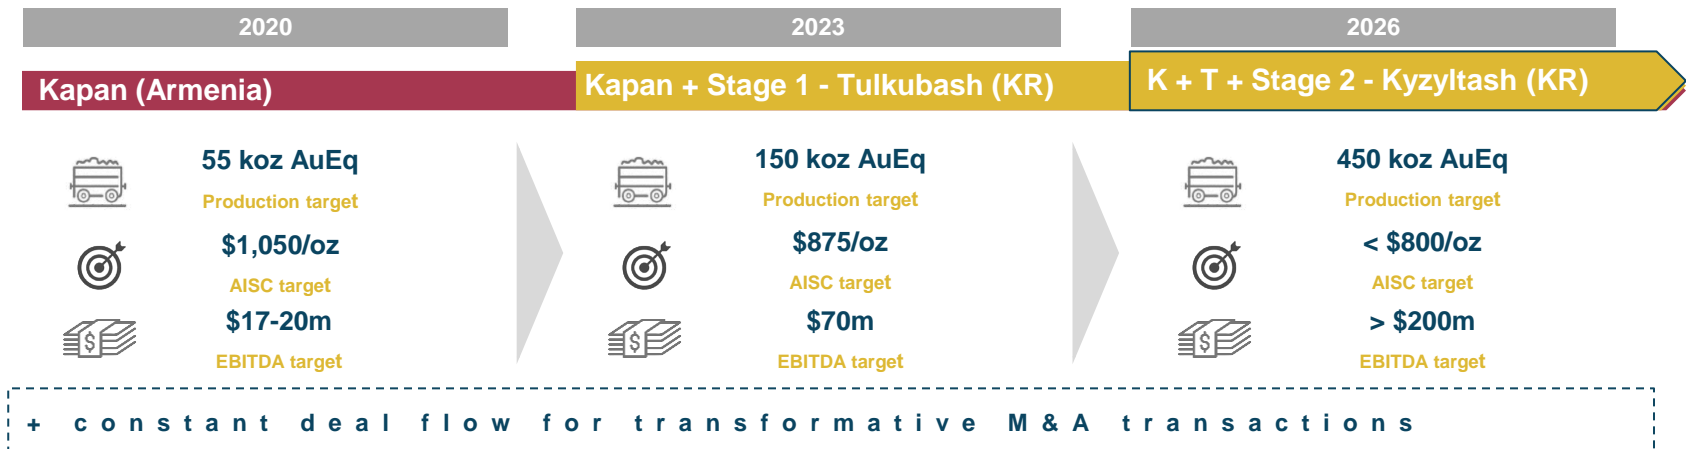 2020
2023
2026
Kapan (Armenia)
Kapan + Stage 1 - Tulkubash (KR)
K + T + Stage 2 - Kyzyltash (KR)
55 koz AuEq
Production target
$1,050/oz
AISC target
$17-20m
EBITDA target
150 koz AuEq
Production target
$875/oz
AISC target
$70m
EBITDA target
450 koz AuEq
Production target
< $800/oz
AISC target
> $200m
EBITDA target
+ constant deal flow for transformative M&A transactions